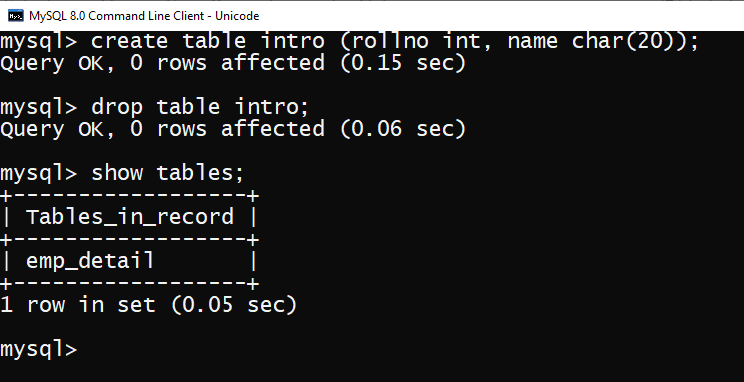 MySQL 8.0 Command Line Client - Unicode
mysql> create table intro (rollno int, name char(20));
Query OK, 0 rows affected (0.15 sec)
mysql> drop table intro;
Query OK, 0 rows affected (0.06 sec)
mysql> show tables;
+------------------+
| Tables_in_record |
+------------------+
| emp_detail       |
+------------------+
1 row in set (0.05 sec)
mysql>